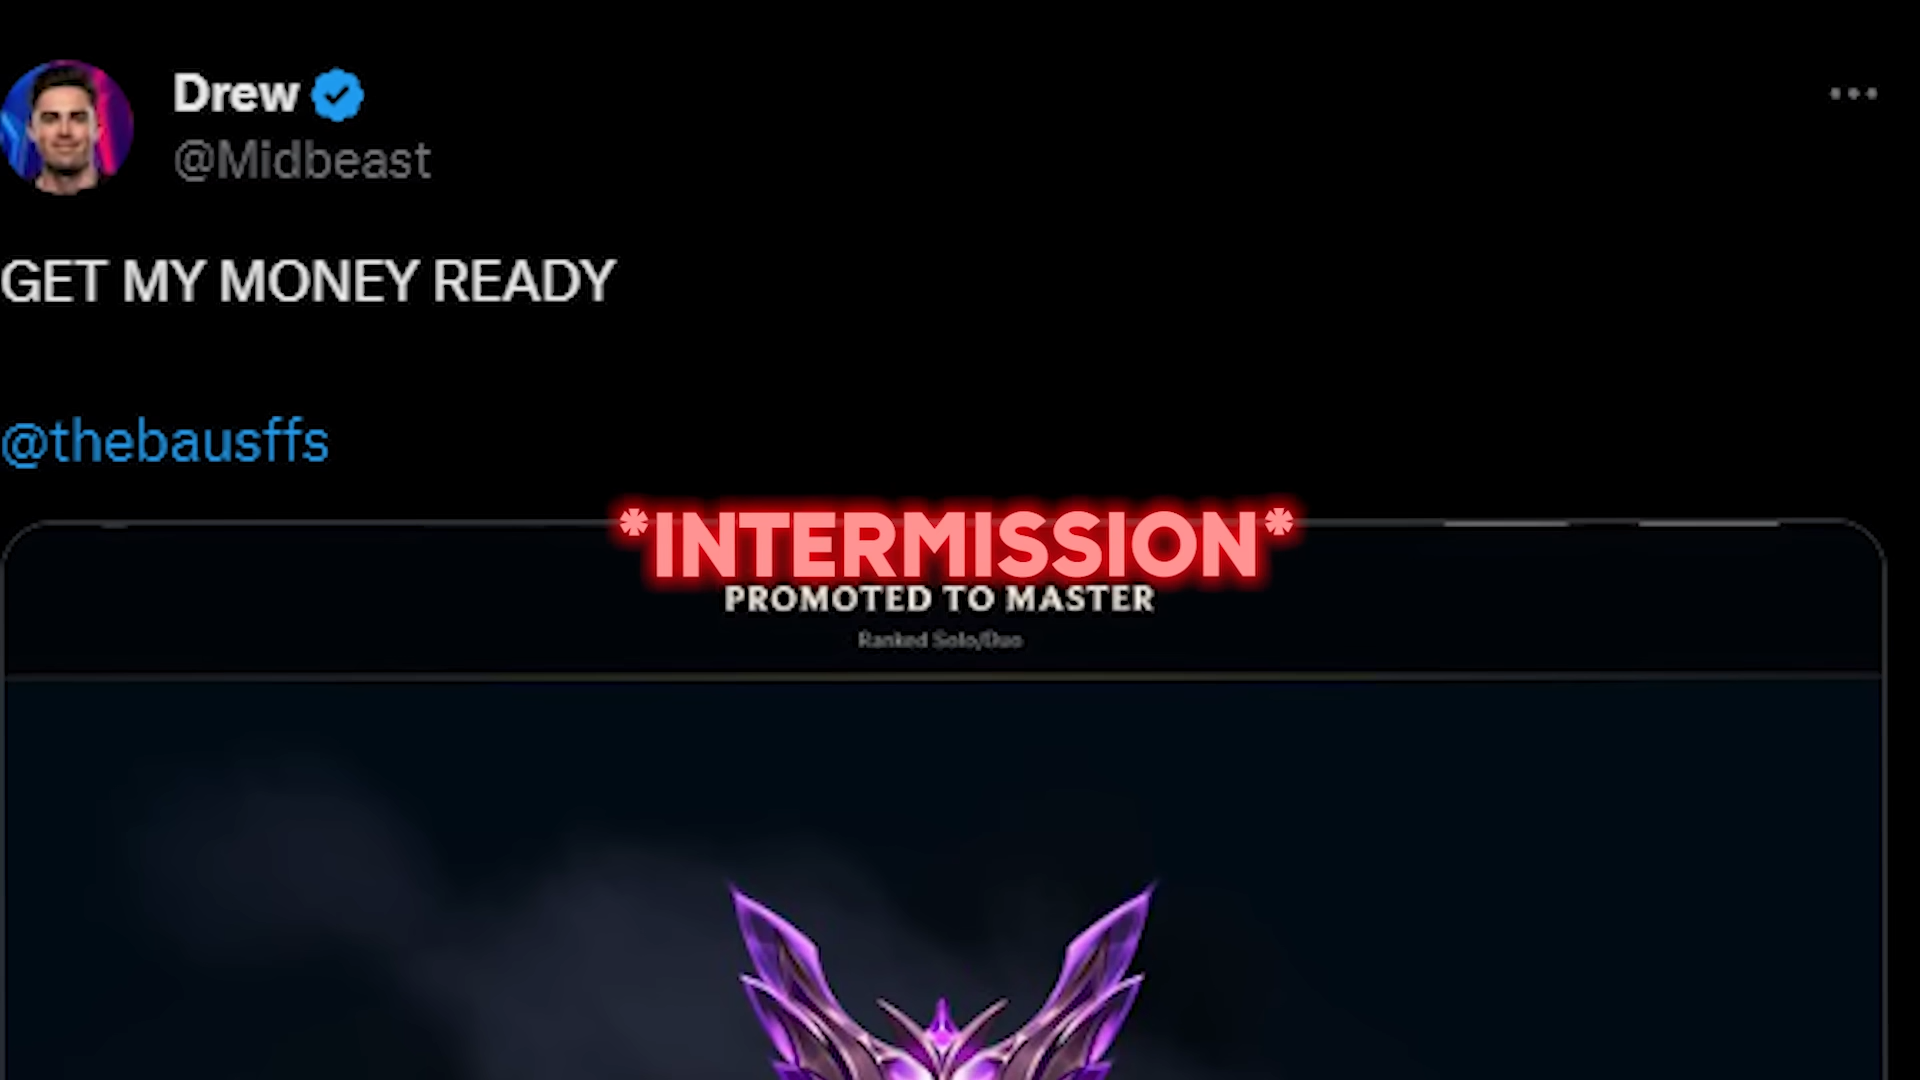 Drew
@Midbeast
GET MY MONEY READY
@thebausffs
*INTERMISSION*
PROMOTED TO MASTER
Ranked Solo/Duo